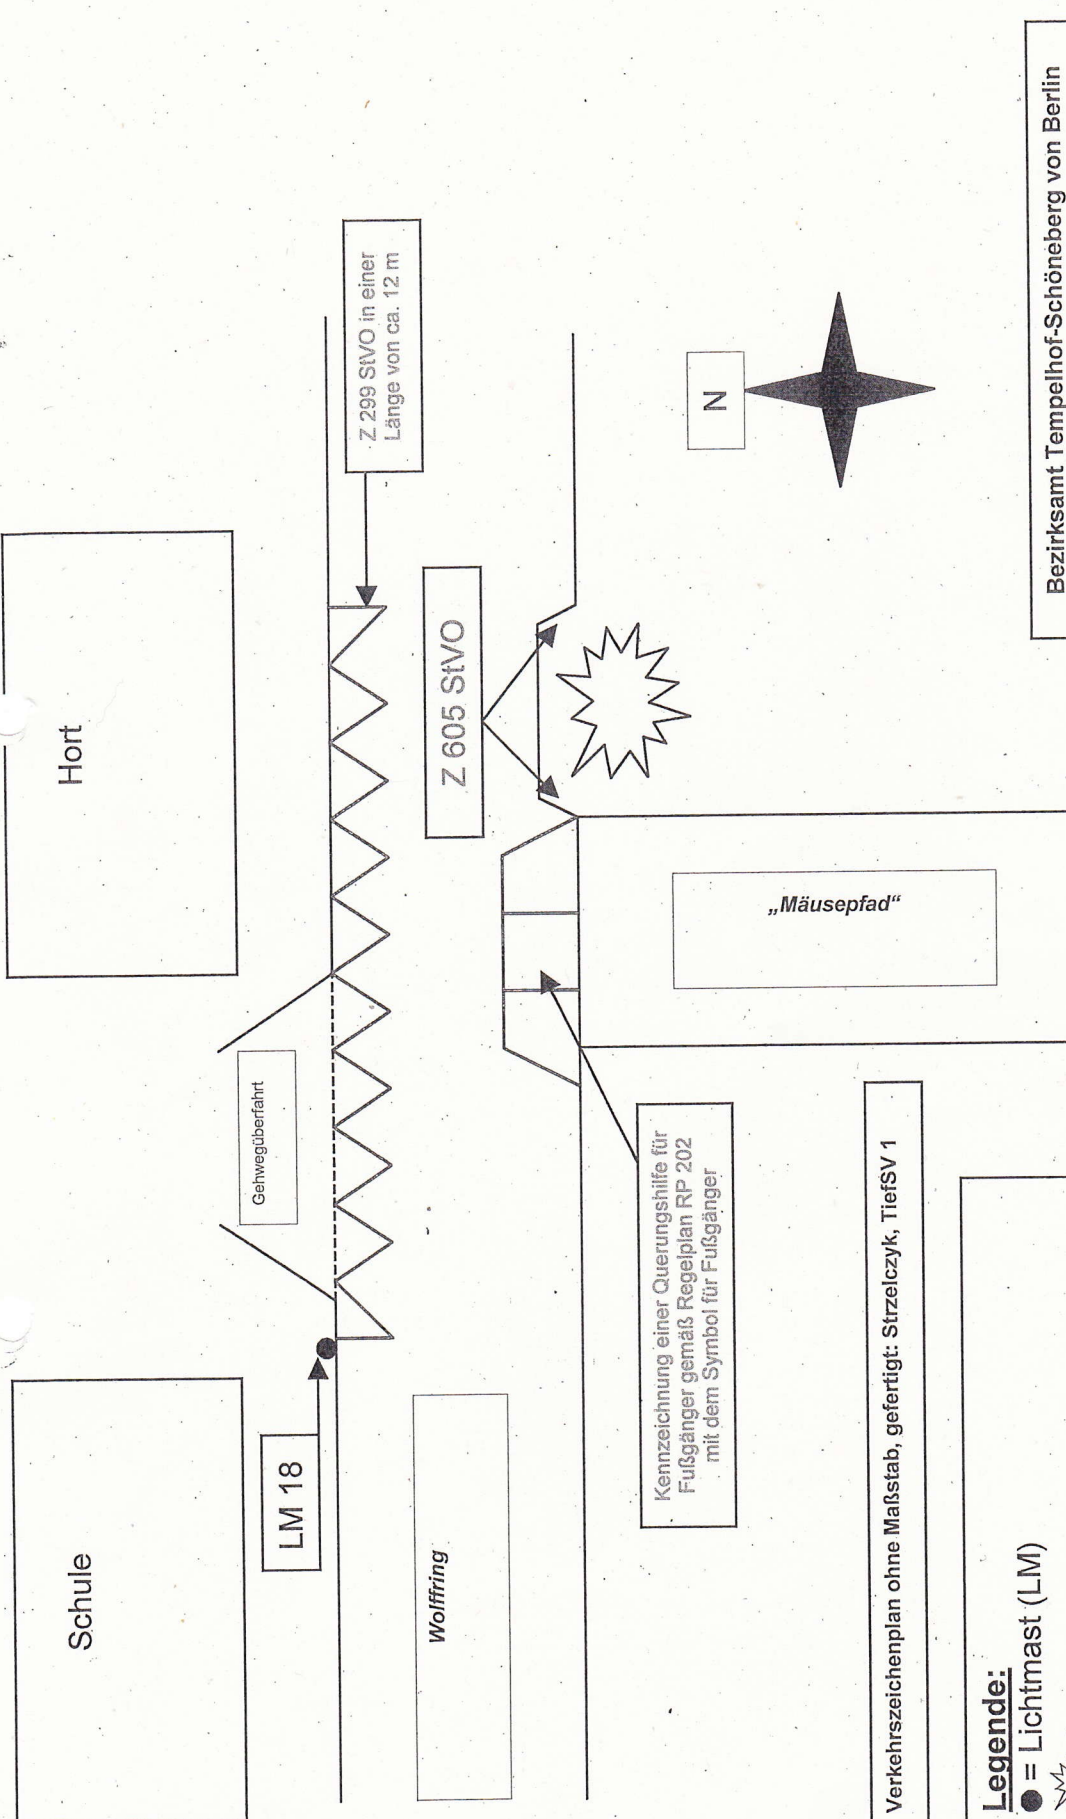 Schule
Hort
Gehwegüberfahrt
LM 18
Z 299 StVO in einer
Länge von ca. 12 m
Wolffring
Z 605 StVO
Kennzeichnung einer Querungshilfe für
Fußgänger gemäß Regelplan RP 202
mit dem Symbol für Fußgänger
„Mäusepfad“
N
Verkehrszeichenplan ohne Maßstab, gefertigt: Strzelczyk, TiefSV 1
Legende:
= Lichtmast (LM)
Bezirksamt Tempelhof-Schöneberg von Berlin